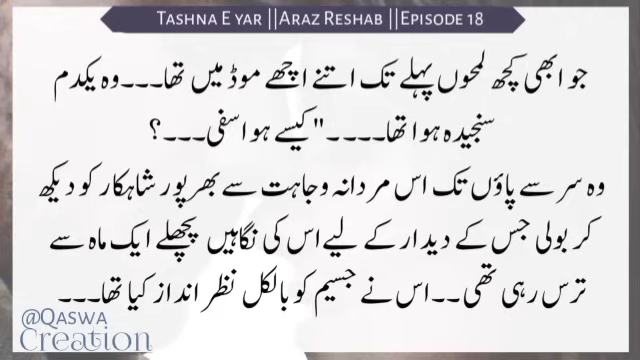 Tashna E yar ||Araz Reshab ||Episode 18
جو ابھی کچھ لمحوں پہلے تک اتنے اچھے موڈ میں تھا۔۔۔وہ یکدم
سنجیدہ ہوا تھا۔۔۔۔"کیسے ہو اسفی۔۔۔؟
وہ سر سے پاؤں تک اس مردانہ وجاہت سے بھرپور شاہکار کو دیکھ
کر بولی جس کے دیدار کے لیے اس کی نگاہیں پچھلے ایک ماہ سے
ترس رہی تھی۔۔اس نے جسیم کو بالکل نظر انداز کیا تھا۔۔۔
@Qaswa
Creation